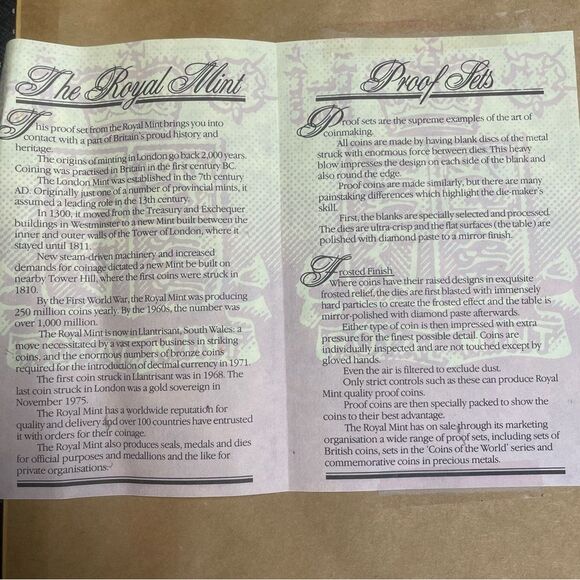 The Royal Mint
This proof set from the Royal Mint brings you into
contact with a part of Britain's proud history and
heritage.
The origins of minting in London go back 2,000 years.
Coining was practised in Britain in the first century BC.
The London Mint was established in the 7th century
AD. Originally just one of a number of provincial mints, it
assumed a leading role in the 13th century.
In 1300, it moved from the Treasury and Exchequer
buildings in Westminster to a new Mint built between the
inner and outer walls of the Tower of London, where it
stayed until 1811.
New steam-driven machinery and increased
demands for coinage dictated a new Mint be built on
nearby Tower Hill, where the first coins were struck in
1810.
By the First World War, the Royal Mint was producing
250 million coins yearly. By the 1960s, the number was
over 1,000 million.
The Royal Mint is now in Llantrisant, South Wales: a
move necessitated by a vast export business in striking
coins, and the enormous numbers of bronze coins
required for the introduction of decimal currency in 1971.
The first coin struck in Llantrisant was in 1968. The
last coin struck in London was a gold sovereign in
November 1975.
The Royal Mint has a worldwide reputation for
quality and delivery and over 100 countries have entrusted
it with orders for their coinage.
The Royal Mint also produces seals, medals and dies
for official purposes and medallions and the like for
private organisations.
Proof Sets
Proof sets are the supreme examples of the art of
coinmaking.
All coins are made by having blank discs of the metal
struck with enormous force between dies. This heavy
blow impresses the design on each side of the blank and
also round the edge.
Proof coins are made similarly, but there are many
painstaking differences which highlight the die-maker's
skill.
First, the blanks are specially selected and processed.
The dies are ultra-crisp and the flat surfaces (the table) are
polished with diamond paste to a mirror finish.
Frosted Finish
Where coins have their raised designs in exquisite
frosted relief, the dies are first blasted with immensely
hard particles to create the frosted effect and the table is
mirror-polished with diamond paste afterwards.
Either type of coin is then impressed with extra
pressure for the finest possible detail. Coins are
individually inspected and are not touched except by
gloved hands.
Even the air is filtered to exclude dust.
Only strict controls such as these can produce Royal
Mint quality proof coins.
Proof coins are then specially packed to show the
coins to their best advantage.
The Royal Mint has on sale through its marketing
organisation a wide range of proof sets, including sets of
British coins, sets in the 'Coins of the World' series and
commemorative coins in precious metals.